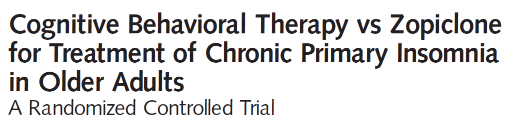 Cognitive Behavioral Therapy vs Zopiclone
for Treatment of Chronic Primary Insomnia
in Older Adults
A Randomized Controlled Trial